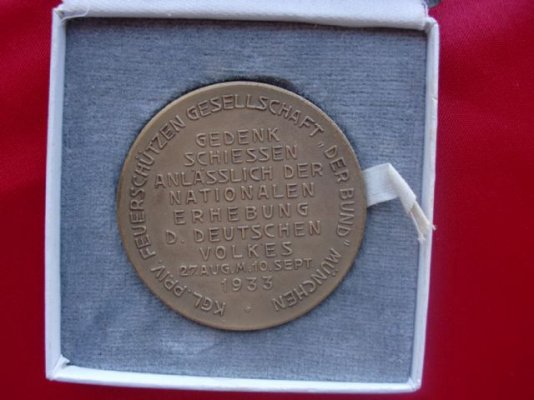 KGL. PRIV. FEUERSCHÜTZEN GESELLSCHAFT „DER BUND“ MÜNCHEN
GEDENK
SCHIESSEN
ANLÄSSLICH DER
NATIONALEN
ERHEBUNG
D. DEUTSCHEN
VOLKES
27. AUG. M. 10. SEPT.
1933